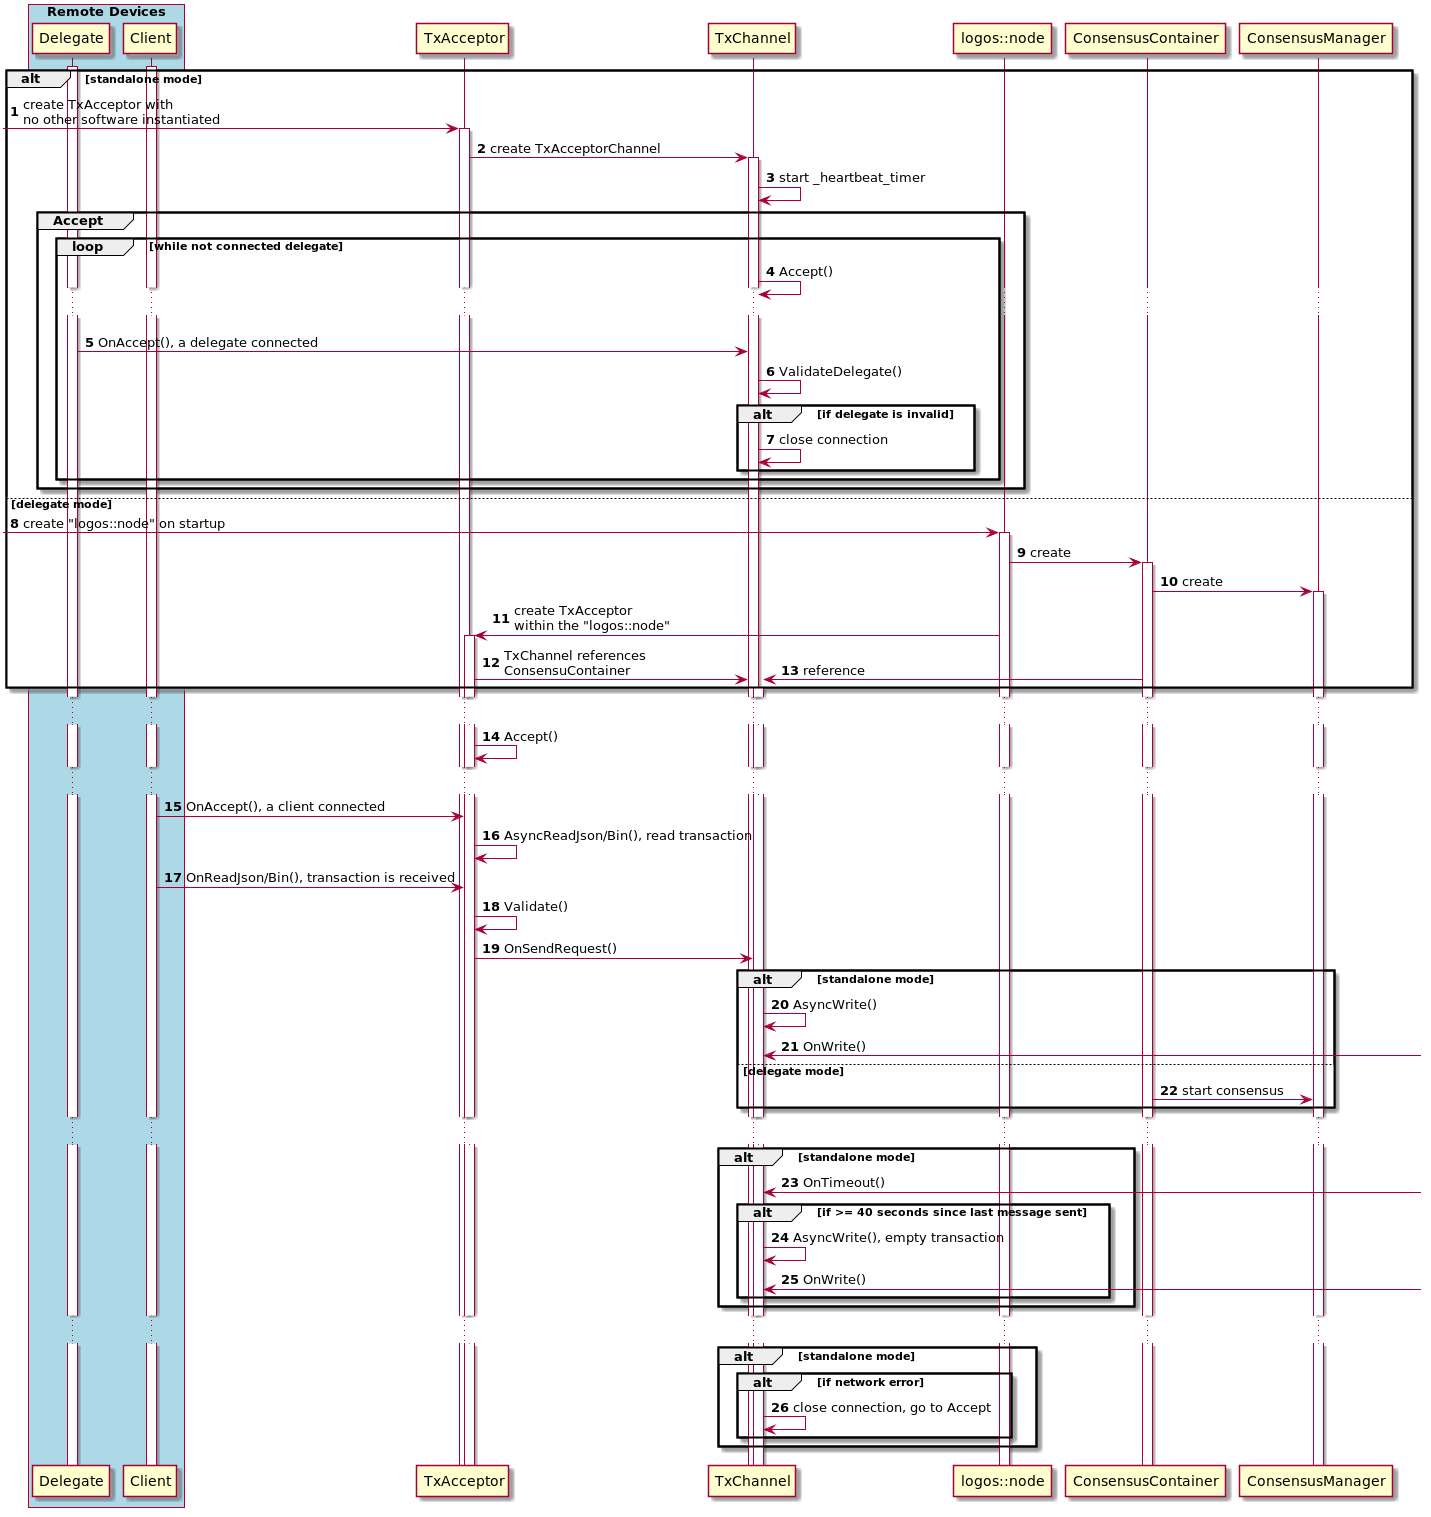 Remote Devices
Delegate Client TxAcceptor TxChannel logos::node ConsensusContainer ConsensusManager
alt [standalone mode]
1 create TxAcceptor with
no other software instantiated
2 create TxAcceptorChannel
3 start _heartbeat_timer
Accept
loop [while not connected delegate]
4 Accept()
5 OnAccept(), a delegate connected
6 ValidateDelegate()
alt [if delegate is invalid]
7 close connection
[delegate mode]
8 create "logos::node" on startup
9 create
10 create
11 create TxAcceptor
within the "logos::node"
12 TxChannel references
ConsensuContainer
13 reference
14 Accept()
15 OnAccept(), a client connected
16 AsyncReadJson/Bin(), read transaction
17 OnReadJson/Bin(), transaction is received
18 Validate()
19 OnSendRequest()
alt [standalone mode]
20 AsyncWrite()
21 OnWrite()
[delegate mode]
22 start consensus
alt [standalone mode]
23 OnTimeout()
alt [if >= 40 seconds since last message sent]
24 AsyncWrite(), empty transaction
25 OnWrite()
alt [standalone mode]
alt [if network error]
26 close connection, go to Accept
Delegate Client TxAcceptor TxChannel logos::node ConsensusContainer ConsensusManager